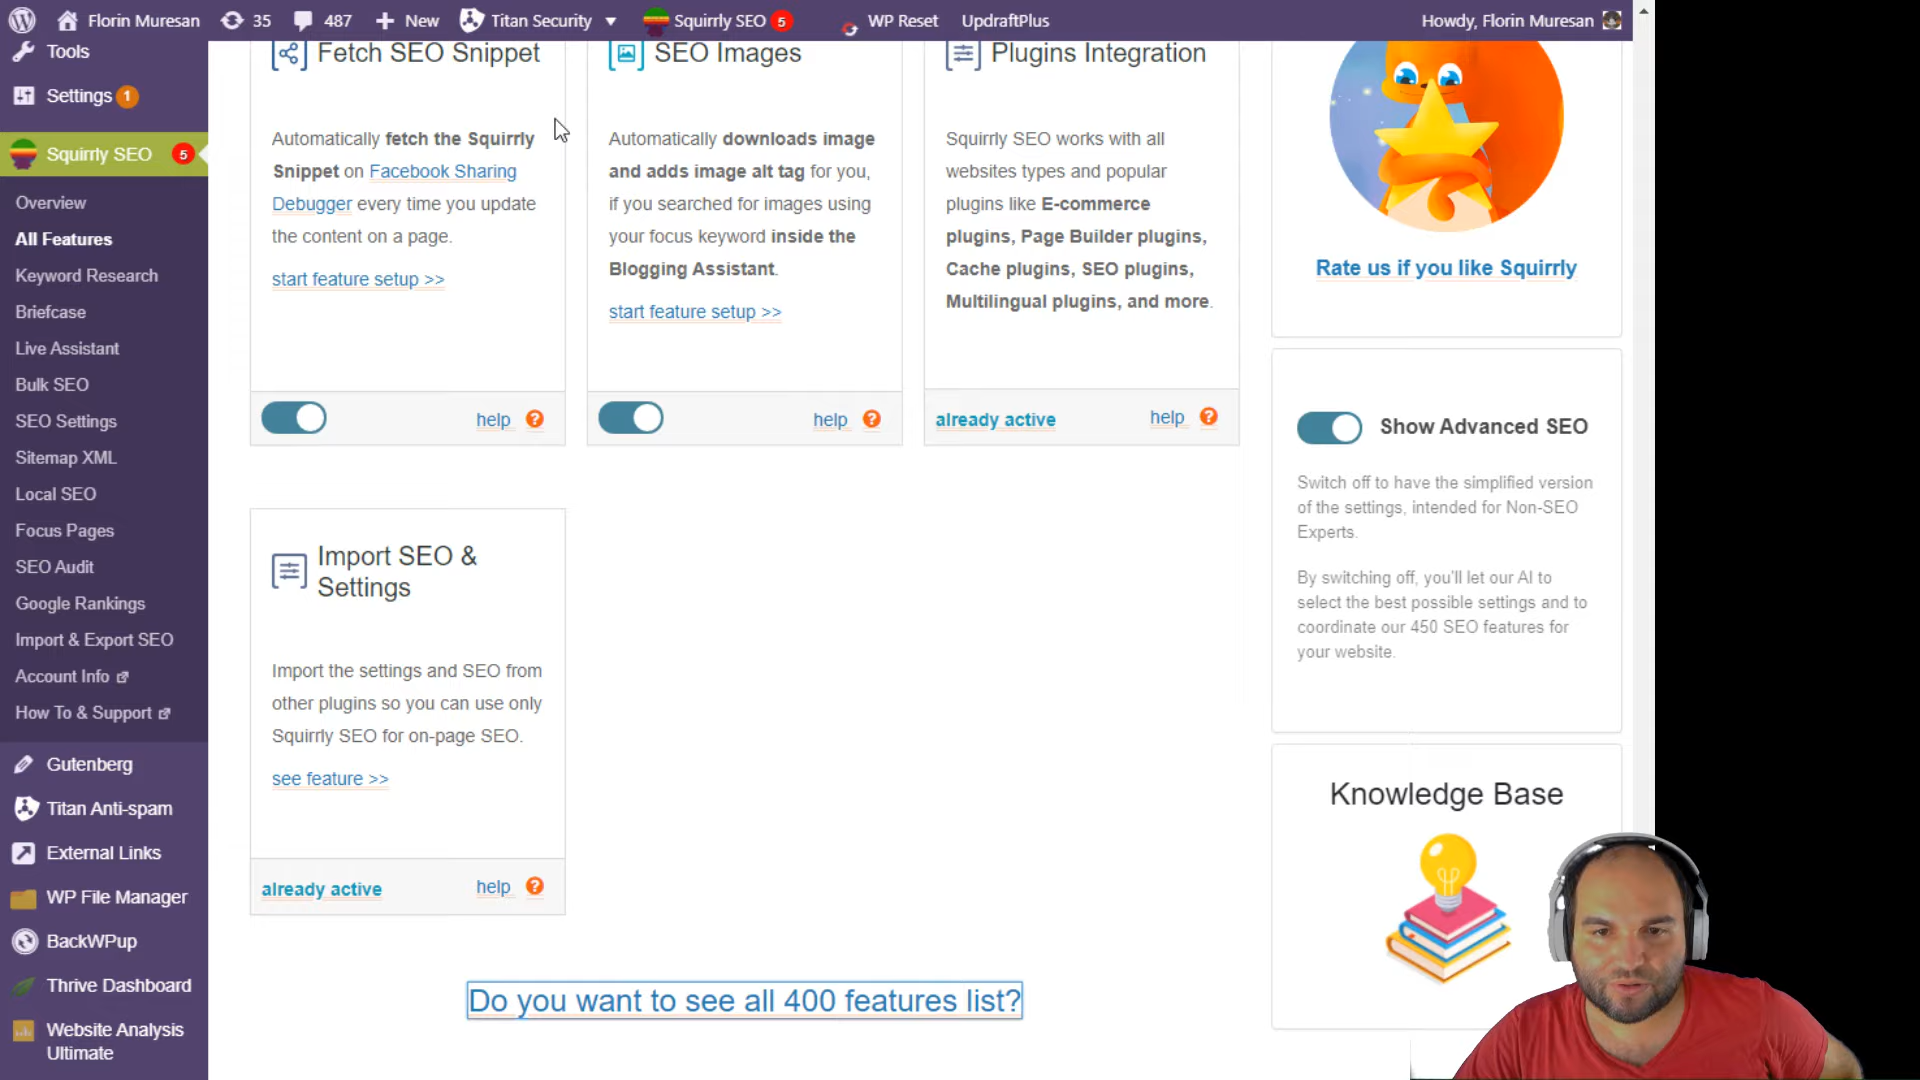 Florin Muresan 35 487 New Titan Security Squirrly SEO 5 WP Reset UpdraftPlus Howdy, Florin Muresan
Tools
Settings 1
Squirrly SEO 5
Overview
All Features
Keyword Research
Briefcase
Live Assistant
Bulk SEO
SEO Settings
Sitemap XML
Local SEO
Focus Pages
SEO Audit
Google Rankings
Import & Export SEO
Account Info
How To & Support
Gutenberg
Titan Anti-spam
External Links
WP File Manager
BackWPup
Thrive Dashboard
Website Analysis
Ultimate
Fetch SEO Snippet
Automatically fetch the Squirrly
Snippet on Facebook Sharing
Debugger every time you update
the content on a page.
start feature setup >>
help ?
SEO Images
Automatically downloads image
and adds image alt tag for you,
if you searched for images using
your focus keyword inside the
Blogging Assistant.
start feature setup >>
help ?
Plugins Integration
Squirrly SEO works with all
websites types and popular
plugins like E-commerce
plugins, Page Builder plugins,
Cache plugins, SEO plugins,
Multilingual plugins, and more.
already active help ?
Import SEO &
Settings
Import the settings and SEO from
other plugins so you can use only
Squirrly SEO for on-page SEO.
see feature >>
already active help ?
Do you want to see all 400 features list?
Rate us if you like Squirrly
Show Advanced SEO
Switch off to have the simplified version
of the settings, intended for Non-SEO
Experts.
By switching off, you'll let our AI to
select the best possible settings and to
coordinate our 450 SEO features for
your website.
Knowledge Base